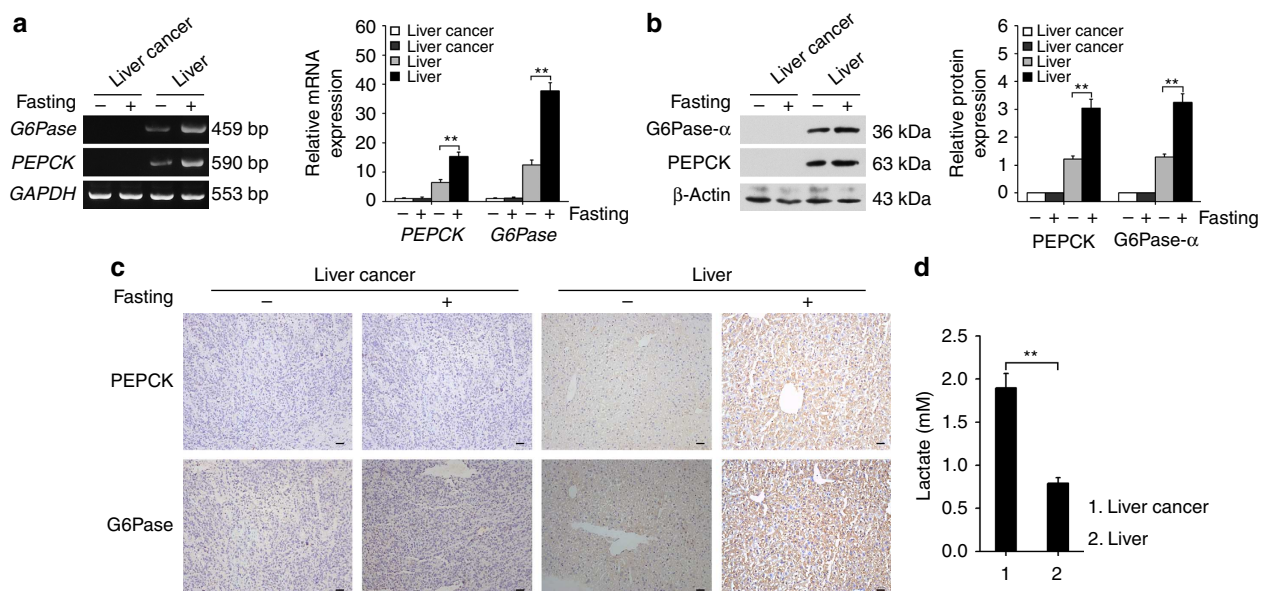 a
Liver cancer
Liver
Fasting
– + – +
G6Pase
459 bp
PEPCK
590 bp
GAPDH
553 bp
Relative mRNA
expression
60
50
40
30
20
10
0
Liver cancer
Liver cancer
Liver
Liver
**
**
– + – + – + – + Fasting
PEPCK
G6Pase
b
Liver cancer
Liver
Fasting
– + – +
G6Pase-α
36 kDa
PEPCK
63 kDa
β-Actin
43 kDa
Relative protein
expression
6
5
4
3
2
1
0
Liver cancer
Liver cancer
Liver
Liver
**
**
– + – + – + – + Fasting
PEPCK
G6Pase-α
c
Liver cancer
Liver
Fasting
– + – +
PEPCK
G6Pase
d
Lactate (mM)
2.5
2.0
1.5
1.0
0.5
0.0
**
1 2
1. Liver cancer
2. Liver